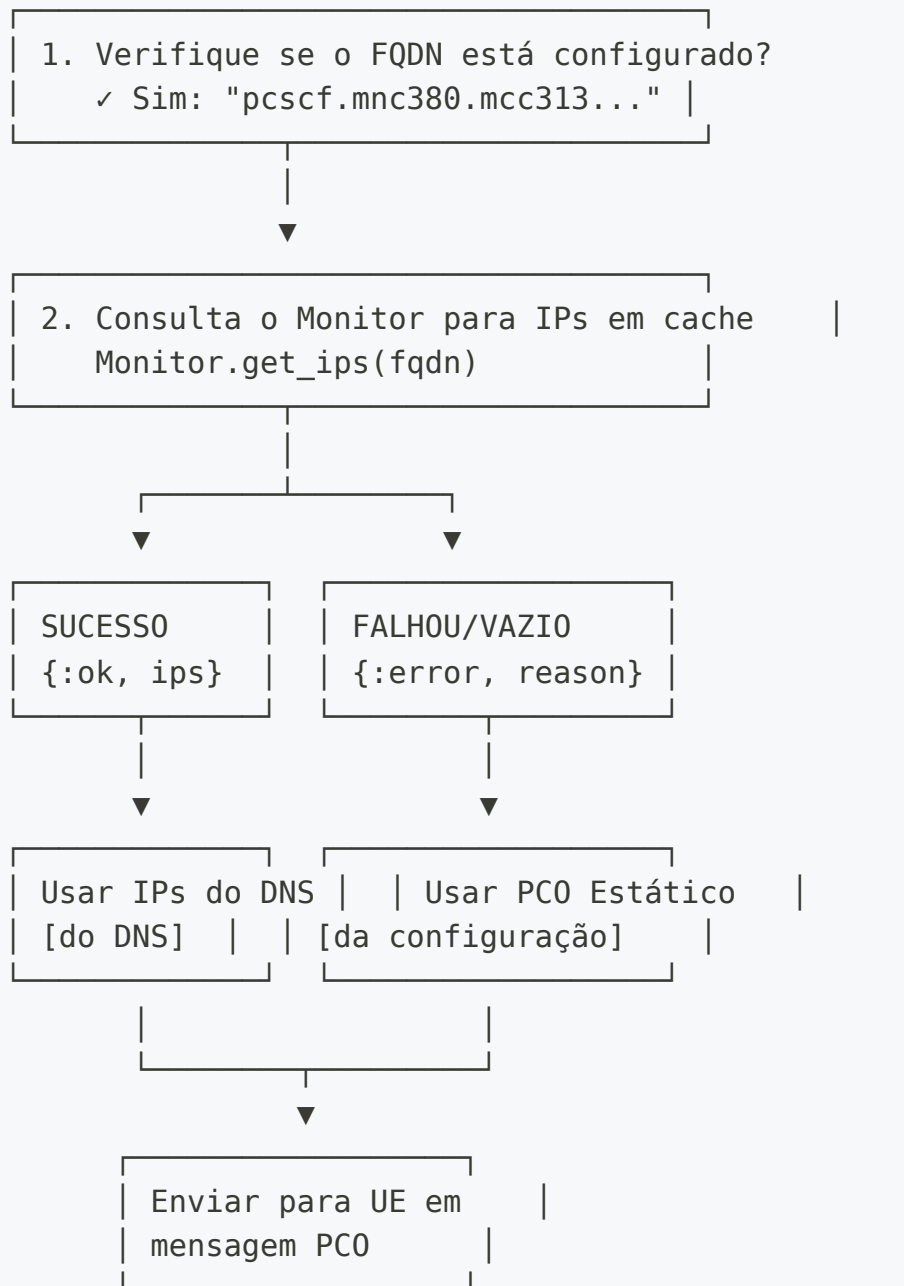 1. Verifique se o FQDN está configurado?
✓ Sim: "pcscf.mnc380.mcc313..."
2. Consulta o Monitor para IPs em cache
Monitor.get_ips(fqdn)
SUCESSO
{:ok, ips}
FALHOU/VAZIO
{:error, reason}
Usar IPs do DNS
[do DNS]
Usar PCO Estático
[da configuração]
Enviar para UE em
mensagem PCO